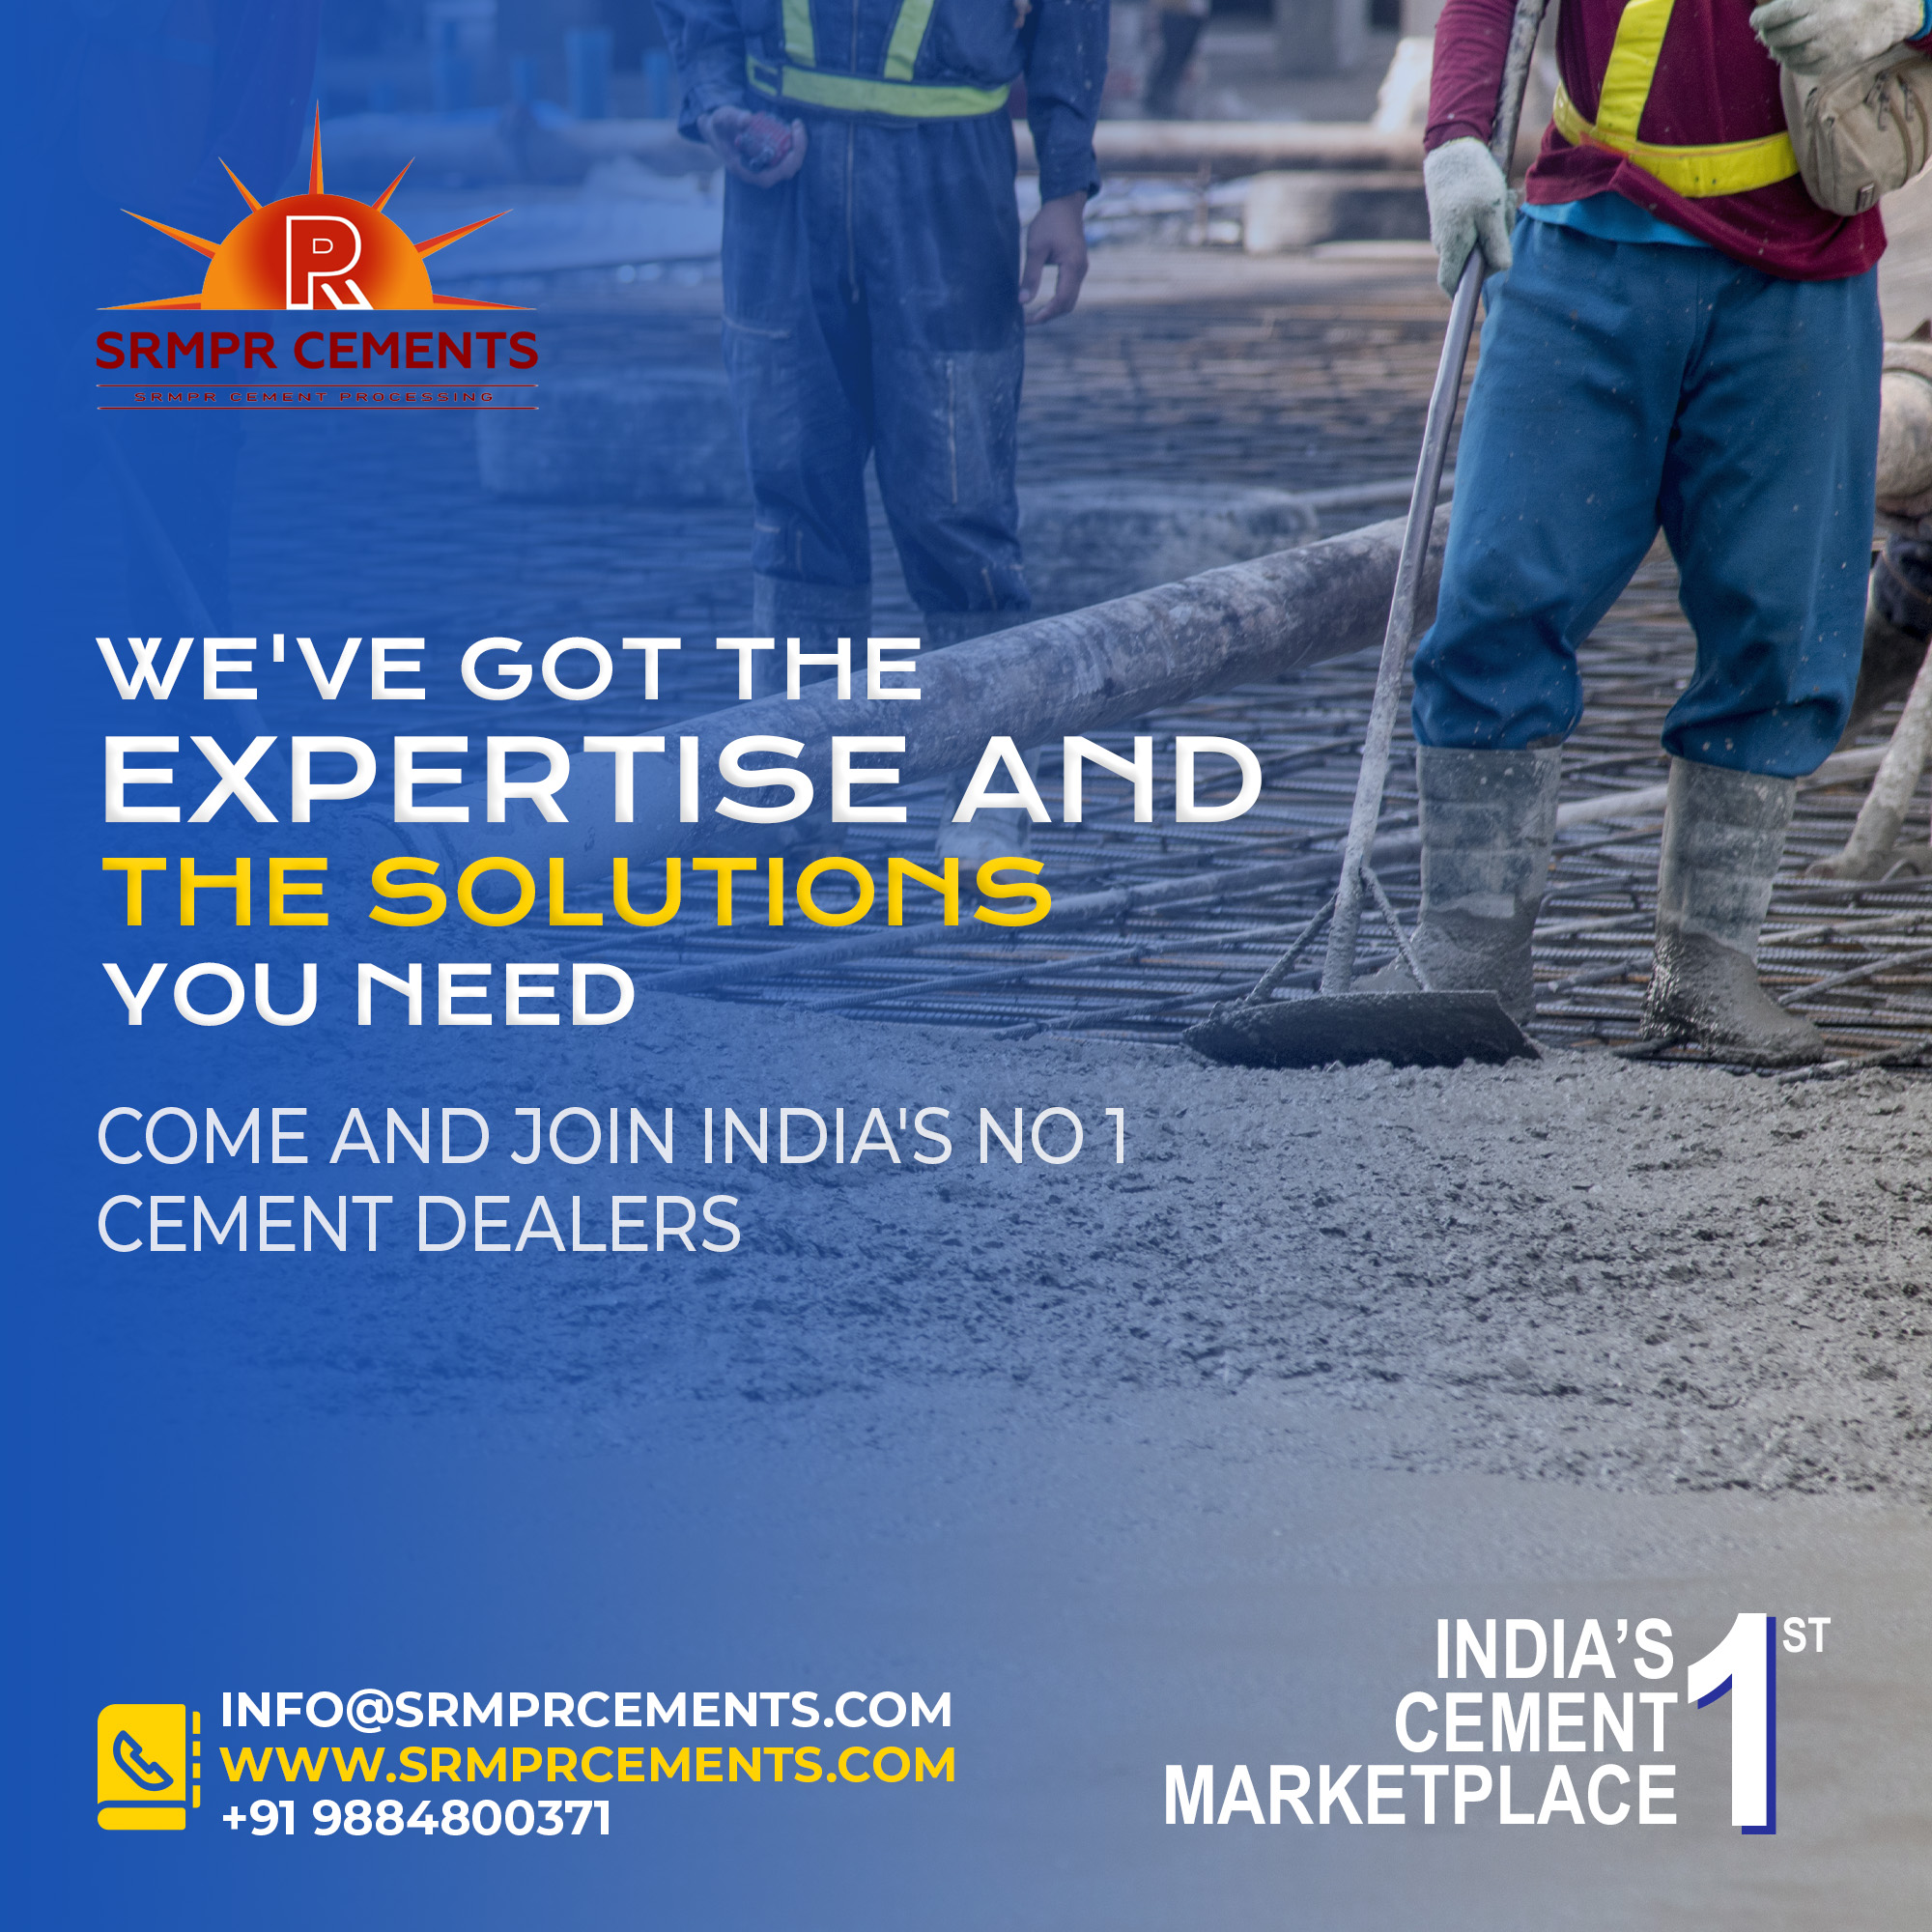 R
SRMPR CEMENTS
SRMPR CEMENT PROCESSING
WE'VE GOT THE
EXPERTISE AND
THE SOLUTIONS
YOU NEED
COME AND JOIN INDIA'S NO 1
CEMENT DEALERS
INFO@SRMPRCEMENTS.COM
WWW.SRMPRCEMENTS.COM
+91 9884800371
INDIA’S
CEMENT
MARKETPLACE
1ST